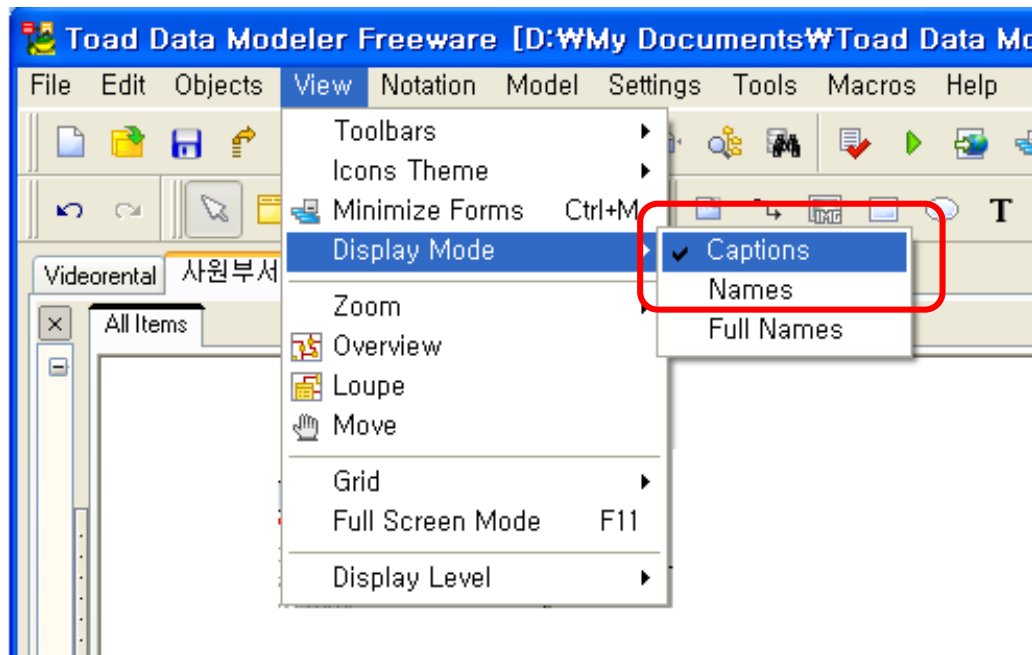 Toad Data Modeler Freeware [D:₩My Documents₩Toad Data Mo
File Edit Objects View Notation Model Settings Tools Macros Help
Toolbars
Icons Theme
Minimize Forms Ctrl+M
IMG T
Display Mode
Captions
Names
Full Names
Videorental 사원부서
All Items
Zoom
Overview
Loupe
Move
Grid
Full Screen Mode F11
Display Level